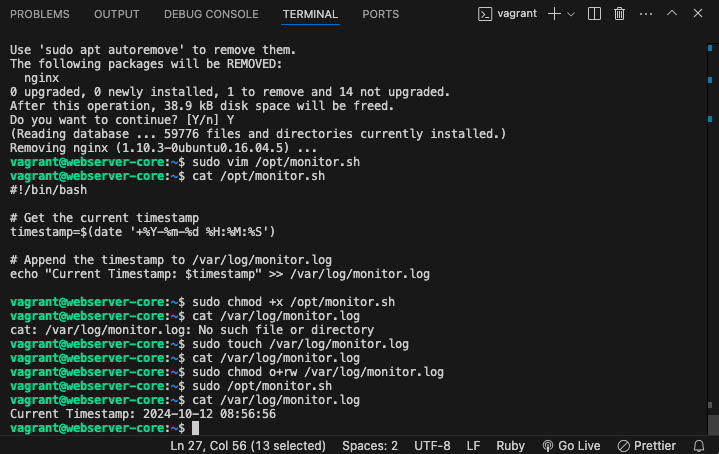 PROBLEMS OUTPUT DEBUG CONSOLE TERMINAL PORTS vagrant
Use 'sudo apt autoremove' to remove them.
The following packages will be REMOVED:
  nginx
0 upgraded, 0 newly installed, 1 to remove and 14 not upgraded.
After this operation, 38.9 kB disk space will be freed.
Do you want to continue? [Y/n] Y
(Reading database ... 59776 files and directories currently installed.)
Removing nginx (1.10.3-0ubuntu0.16.04.5) ...
vagrant@webserver-core:~$ sudo vim /opt/monitor.sh
vagrant@webserver-core:~$ cat /opt/monitor.sh
#!/bin/bash

# Get the current timestamp
timestamp=$(date '+%Y-%m-%d %H:%M:%S')

# Append the timestamp to /var/log/monitor.log
echo "Current Timestamp: $timestamp" >> /var/log/monitor.log

vagrant@webserver-core:~$ sudo chmod +x /opt/monitor.sh
vagrant@webserver-core:~$ cat /var/log/monitor.log
cat: /var/log/monitor.log: No such file or directory
vagrant@webserver-core:~$ sudo touch /var/log/monitor.log
vagrant@webserver-core:~$ cat /var/log/monitor.log
vagrant@webserver-core:~$ sudo chmod o+rw /var/log/monitor.log
vagrant@webserver-core:~$ sudo /opt/monitor.sh
vagrant@webserver-core:~$ cat /var/log/monitor.log
Current Timestamp: 2024-10-12 08:56:56
vagrant@webserver-core:~$
Ln 27, Col 56 (13 selected) Spaces: 2 UTF-8 LF Ruby Go Live Prettier